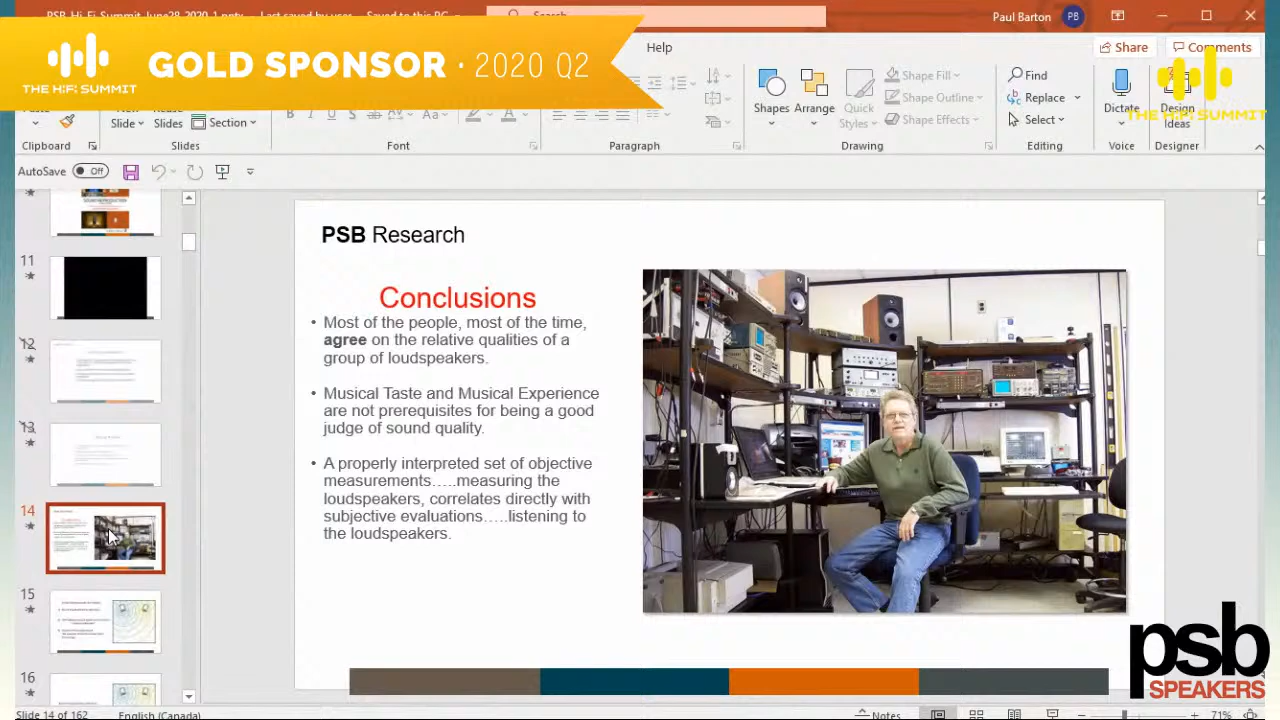 PSB_Hi-Fi-Summit_June28_2020-1.pptx
Last saved by user
Saved to this PC
Search
Paul Barton
PB
THE HiFi SUMMIT
GOLD SPONSOR · 2020 Q2
Help
Share
Comments
THE HIFI SUMMIT
Slide
Slides
Section
Shapes
Arrange
Quick
Styles
Shape Fill
Shape Outline
Shape Effects
Find
Replace
Select
Dictate
Design
Ideas
Clipboard
Slides
Font
Paragraph
Drawing
Editing
Voice
Designer
AutoSave
Off
11
12
13
14
15
16
PSB Research
Conclusions
• Most of the people, most of the time,
agree on the relative qualities of a
group of loudspeakers.
• Musical Taste and Musical Experience
are not prerequisites for being a good
judge of sound quality.
• A properly interpreted set of objective
measurements…..measuring the
loudspeakers, correlates directly with
subjective evaluations…..listening to
the loudspeakers.
psb
SPEAKERS
Slide 14 of 162
English (Canada)
Notes
71%